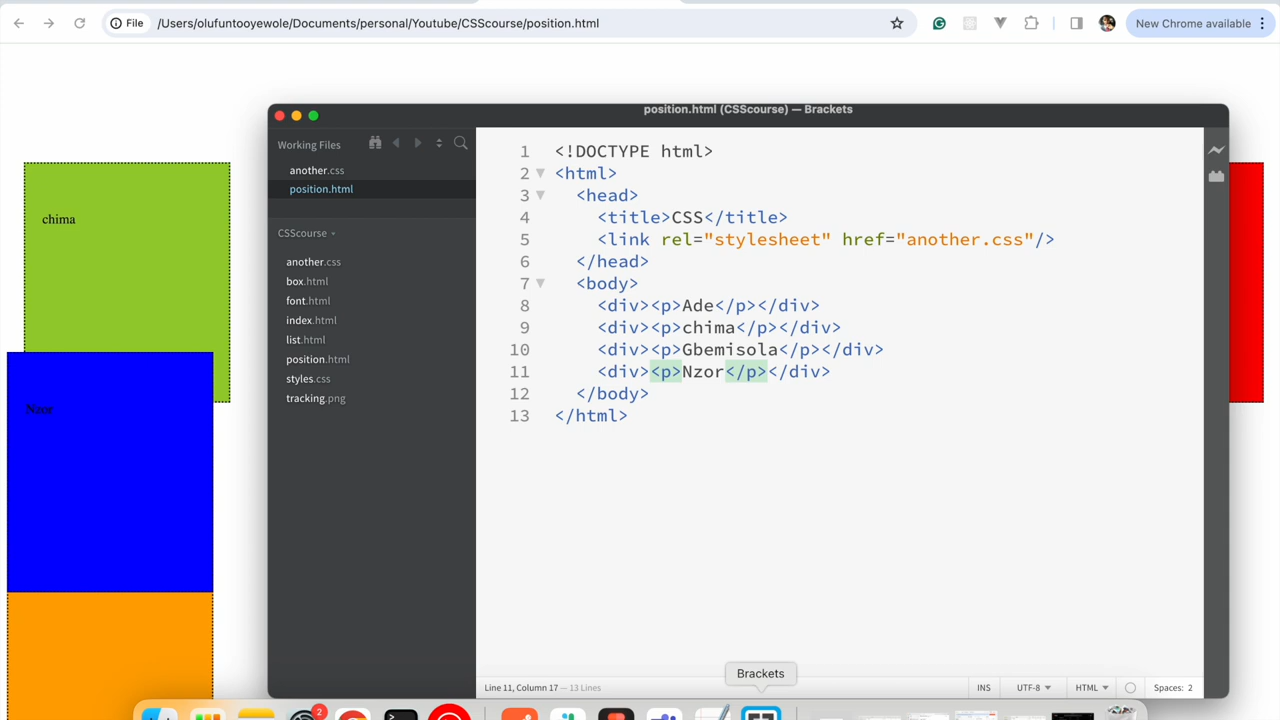 File
/Users/olufuntooyewole/Documents/personal/Youtube/CSScourse/position.html
New Chrome available
position.html (CSScourse) — Brackets
Working Files
another.css
position.html
CSScourse
another.css
box.html
font.html
index.html
list.html
position.html
styles.css
tracking.png
1 <!DOCTYPE html>
2 <html>
3 <head>
4 <title>CSS</title>
5 <link rel="stylesheet" href="another.css"/>
6 </head>
7 <body>
8 <div><p>Ade</p></div>
9 <div><p>chima</p></div>
10 <div><p>Gbemisola</p></div>
11 <div><p>Nzor</p></div>
12 </body>
13 </html>
chima
Nzor
Brackets
Line 11, Column 17 — 13 Lines
INS
UTF-8
HTML
Spaces: 2
2